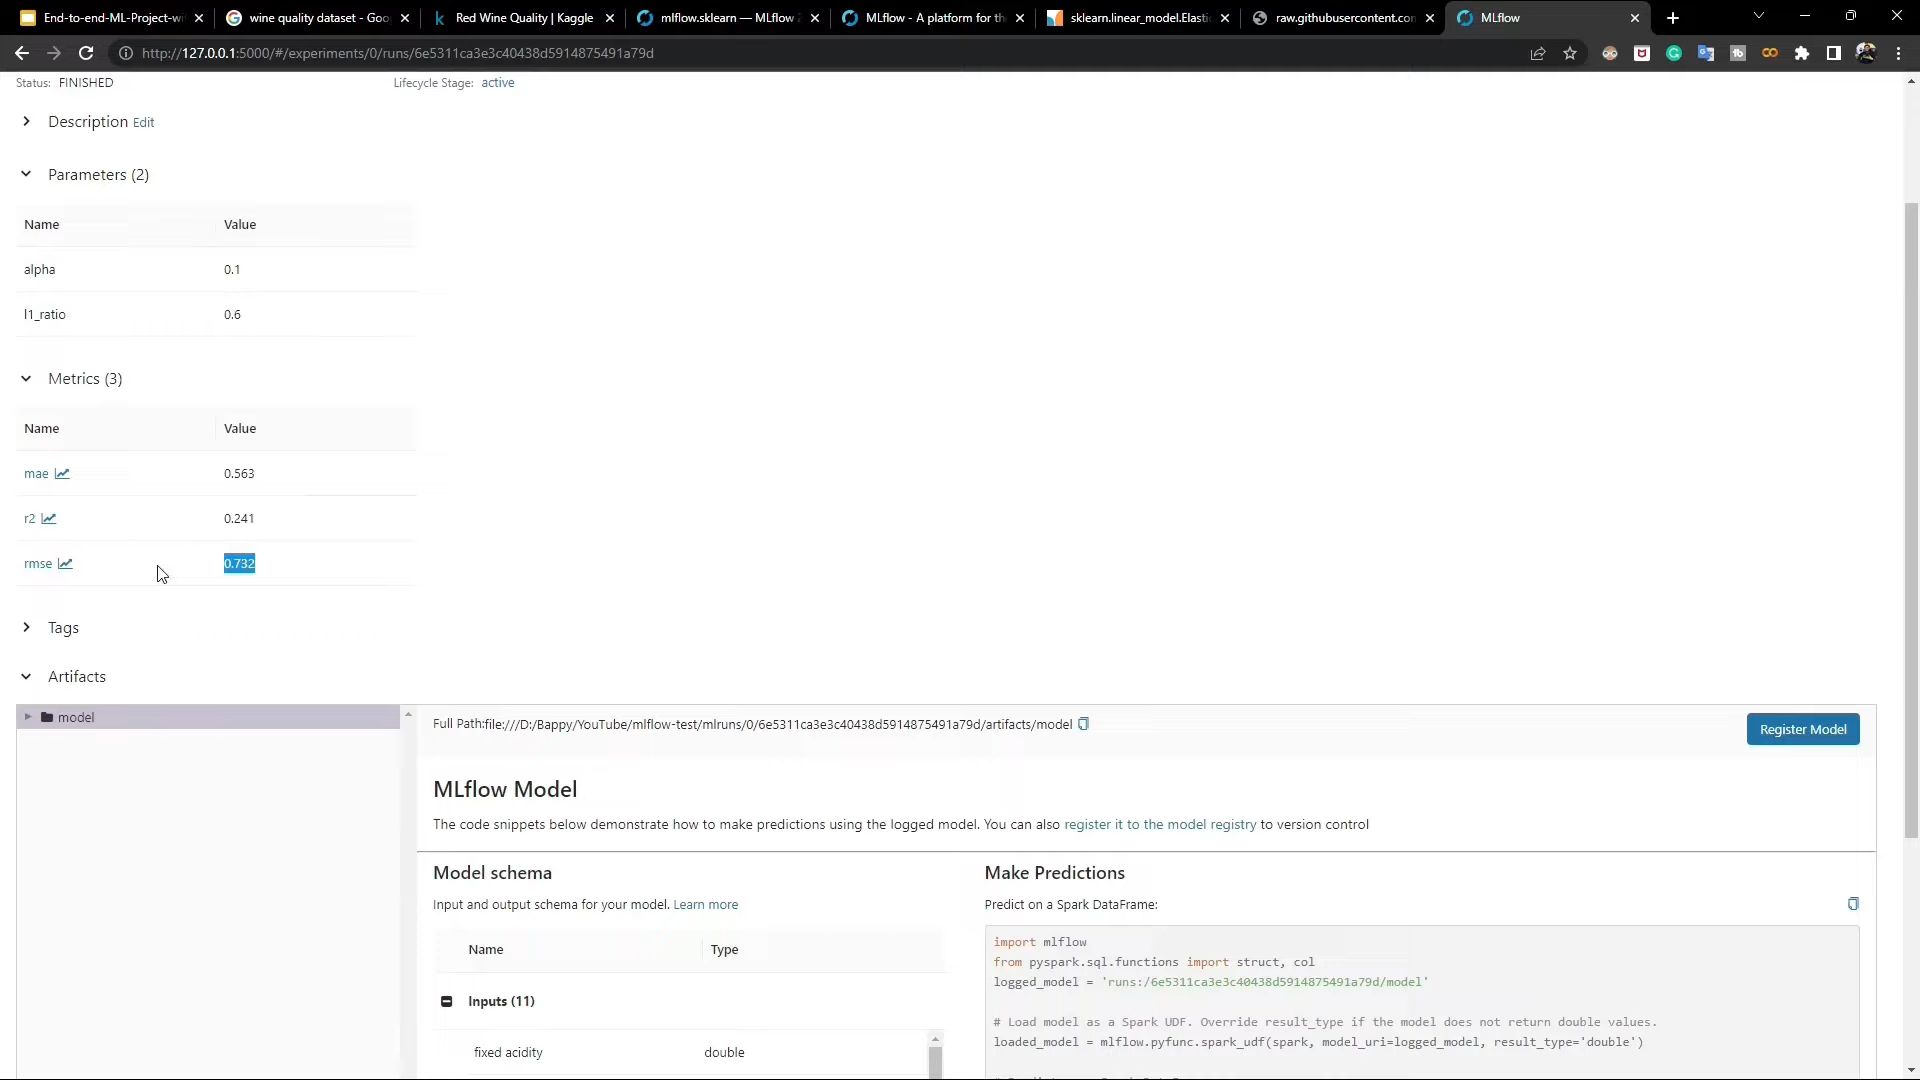 End-to-end-ML-Project-wi
wine quality dataset - Goo
Red Wine Quality | Kaggle
mlflow.sklearn — MLflow
MLflow - A platform for th
sklearn.linear_model.Elasti
raw.githubusercontent.con
MLflow
http://127.0.0.1:5000/#/experiments/0/runs/6e5311ca3e3c40438d5914875491a79d
Status: FINISHED
Lifecycle Stage: active
Description Edit
Parameters (2)
Name Value
alpha 0.1
l1_ratio 0.6
Metrics (3)
Name Value
mae 0.563
r2 0.241
rmse 0.732
Tags
Artifacts
model
Full Path:file:///D:/Bappy/YouTube/mlflow-test/mlruns/0/6e5311ca3e3c40438d5914875491a79d/artifacts/model
Register Model
MLflow Model
The code snippets below demonstrate how to make predictions using the logged model. You can also register it to the model registry to version control
Model schema
Input and output schema for your model. Learn more
Name Type
Inputs (11)
fixed acidity double
Make Predictions
Predict on a Spark DataFrame:
import mlflow
from pyspark.sql.functions import struct, col
logged_model = 'runs:/6e5311ca3e3c40438d5914875491a79d/model'
# Load model as a Spark UDF. Override result_type if the model does not return double values.
loaded_model = mlflow.pyfunc.spark_udf(spark, model_uri=logged_model, result_type='double')